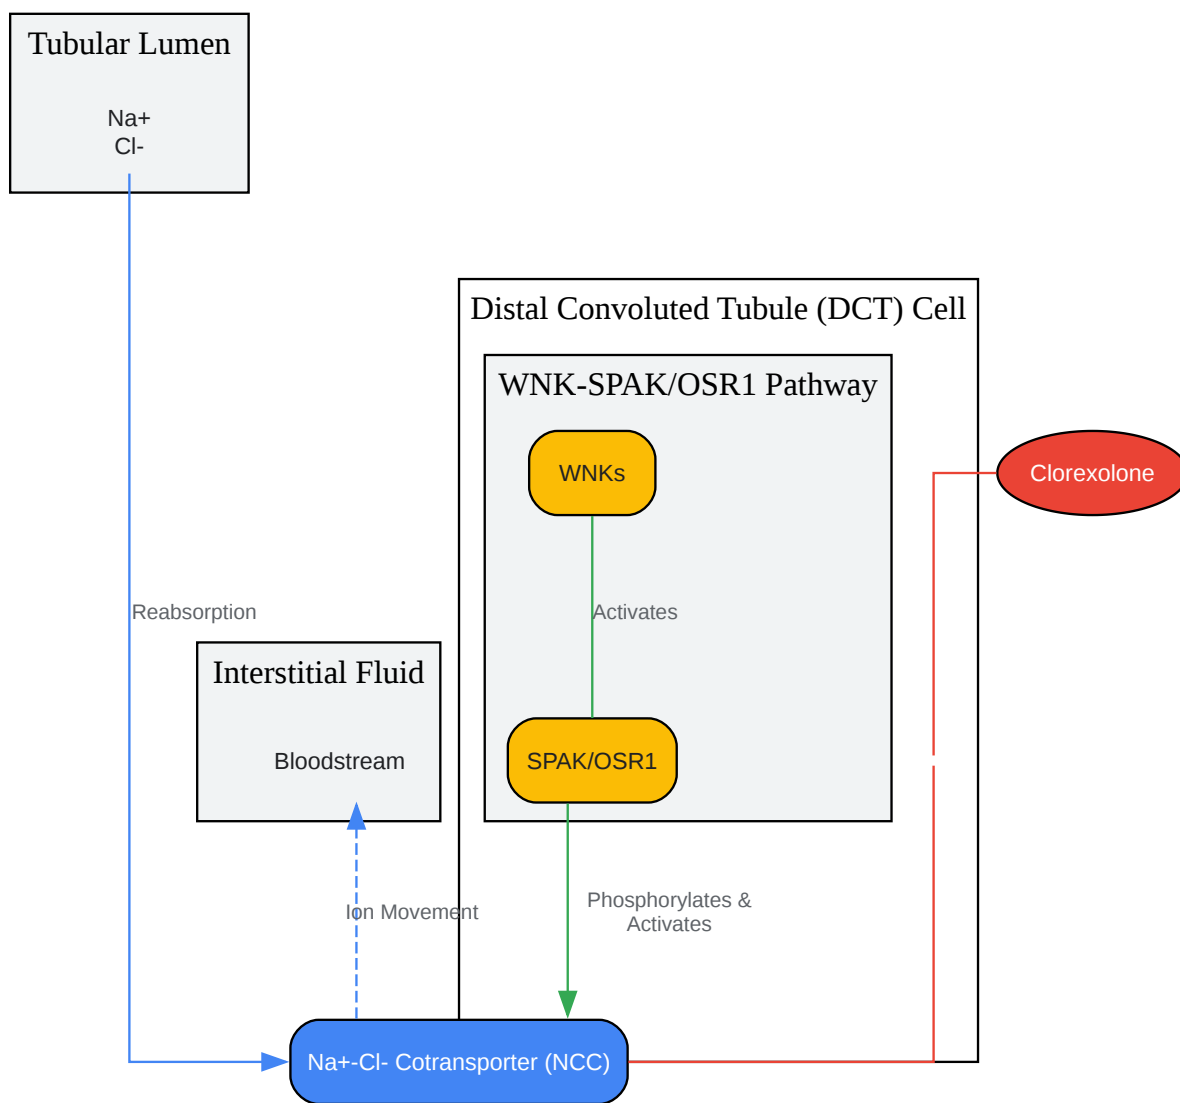 Tubular Lumen
Na+
Cl-
Distal Convoluted Tubule (DCT) Cell
WNK-SPAK/OSR1 Pathway
WNKs
Clorexolone
Reabsorption
Activates
Interstitial Fluid
Bloodstream
SPAK/OSR1
Ion Movement
Phosphorylates &
Activates
Na+-Cl- Cotransporter (NCC)